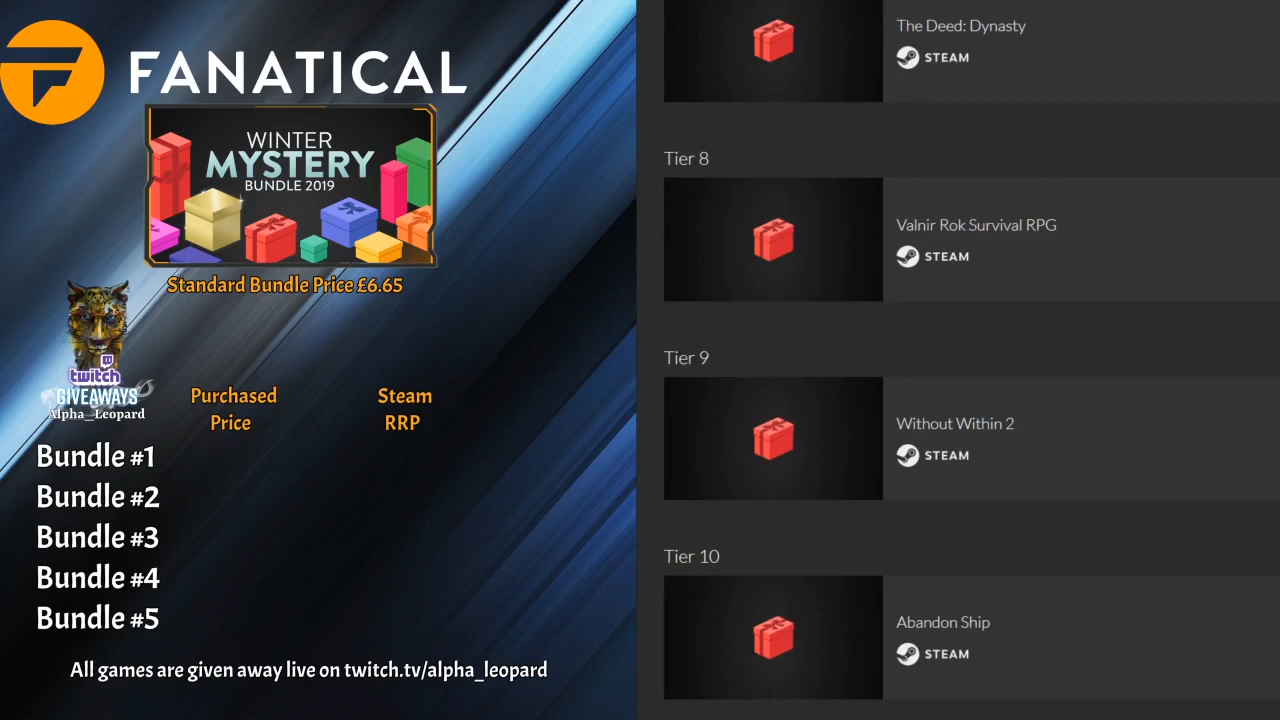 FANATICAL
WINTER
MYSTERY
BUNDLE 2019
Standard Bundle Price £6.65
twitch
GIVEAWAYS
Alpha_Leopard
Purchased
Price
Steam
RRP
Bundle #1
Bundle #2
Bundle #3
Bundle #4
Bundle #5
All games are given away live on twitch.tv/alpha_leopard
The Deed: Dynasty
STEAM
Tier 8
Valnir Rok Survival RPG
STEAM
Tier 9
Without Within 2
STEAM
Tier 10
Abandon Ship
STEAM